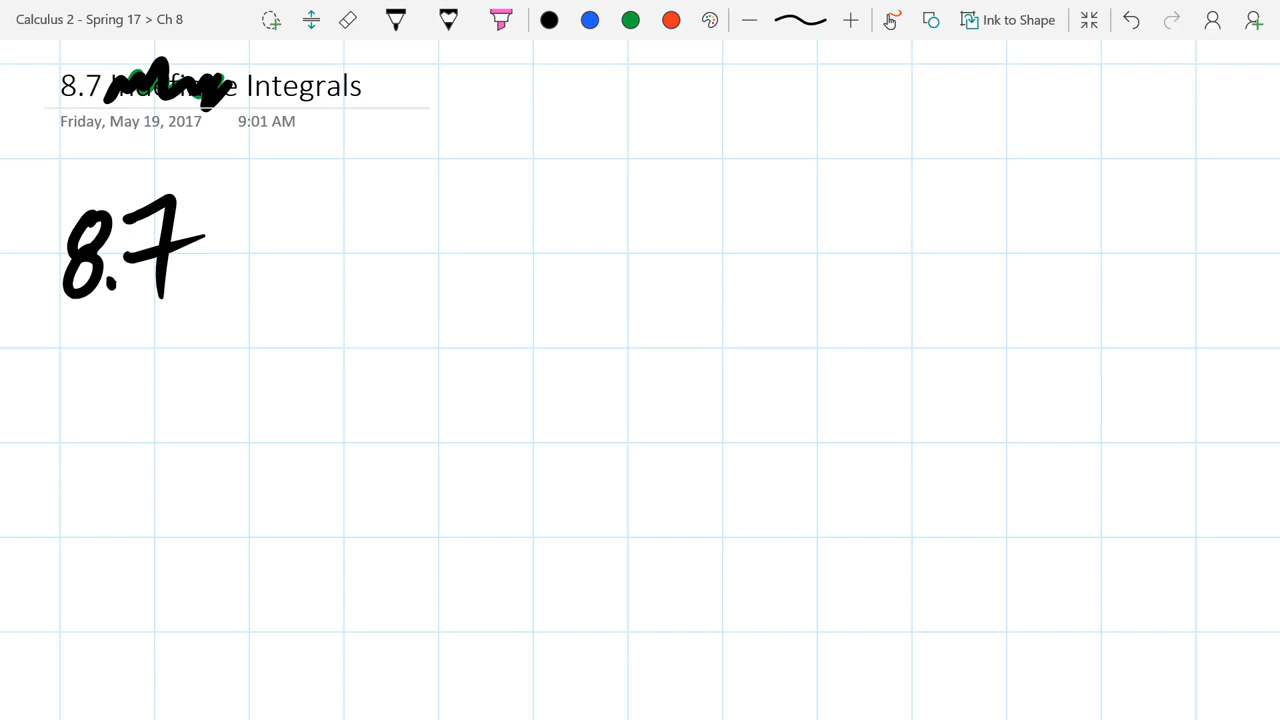 Calculus 2 - Spring 17 > Ch 8
Ink to Shape
8.7 Integrals
Friday, May 19, 2017 9:01 AM
8.7